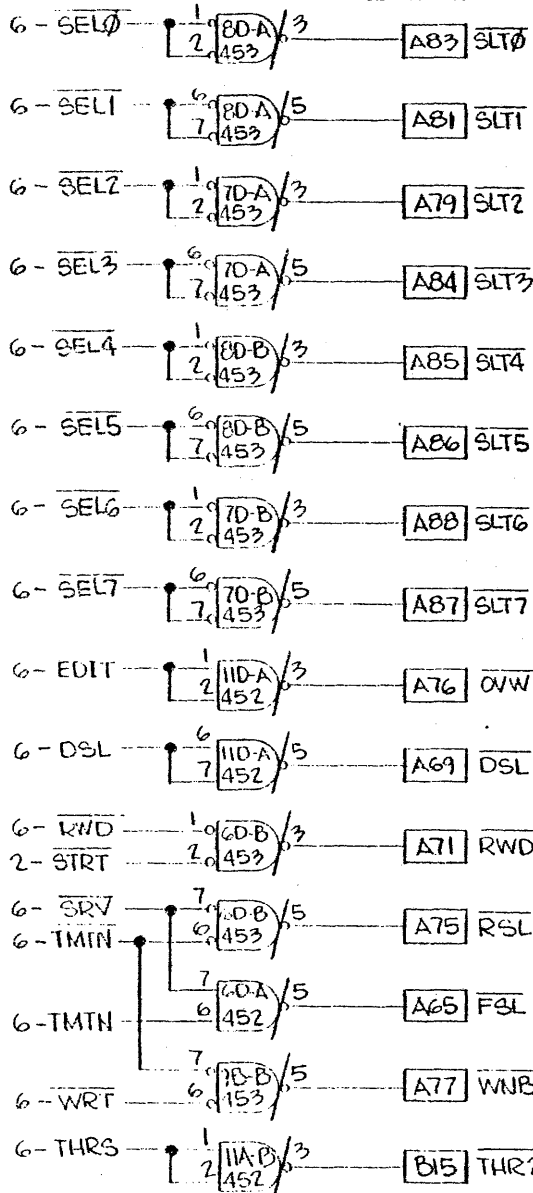 6 - SELØ 1 2 8D-A 453 3 A83 SLTØ
6 - SEL1 6 7 8D-A 453 5 A81 SLT1
6 - SEL2 1 2 7D-A 453 3 A79 SLT2
6 - SEL3 6 7 7D-A 453 5 A84 SLT3
6 - SEL4 1 2 8D-B 453 3 A85 SLT4
6 - SEL5 6 7 8D-B 453 5 A86 SLT5
6 - SEL6 1 2 7D-B 453 3 A88 SLT6
6 - SEL7 6 7 7D-B 453 5 A87 SLT7
6 - EDIT 1 2 11D-A 452 3 A76 OVW
6 - DSL 6 7 11D-A 452 5 A69 DSL
6 - RWD 1 6D-B 453 3 A71 RWD
2 - STRT 2
6 - SRV 7 6D-B 453 5 A75 RSL
6 - TMTN 6
7 6D-A 452 5 A65 FSL
6 - TMTN 6
7 453 5 A77 WNB
6 - WRT 6
6 - THRS 1 2 11A-B 452 3 B15